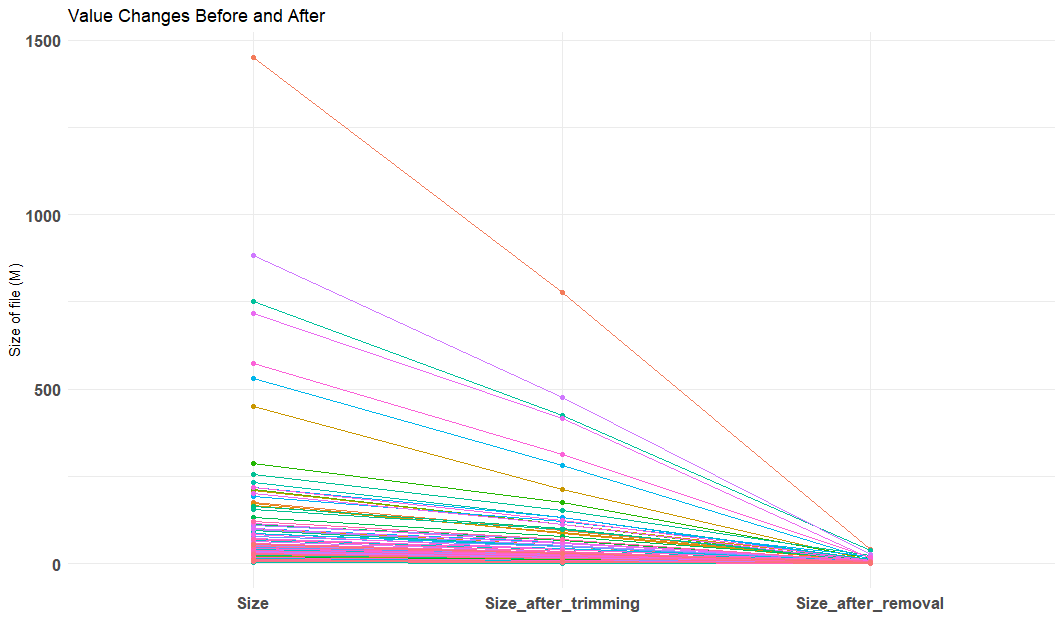 Value Changes Before and After
1500
1000
500
0
Size of file (M)
Size
Size_after_trimming
Size_after_removal